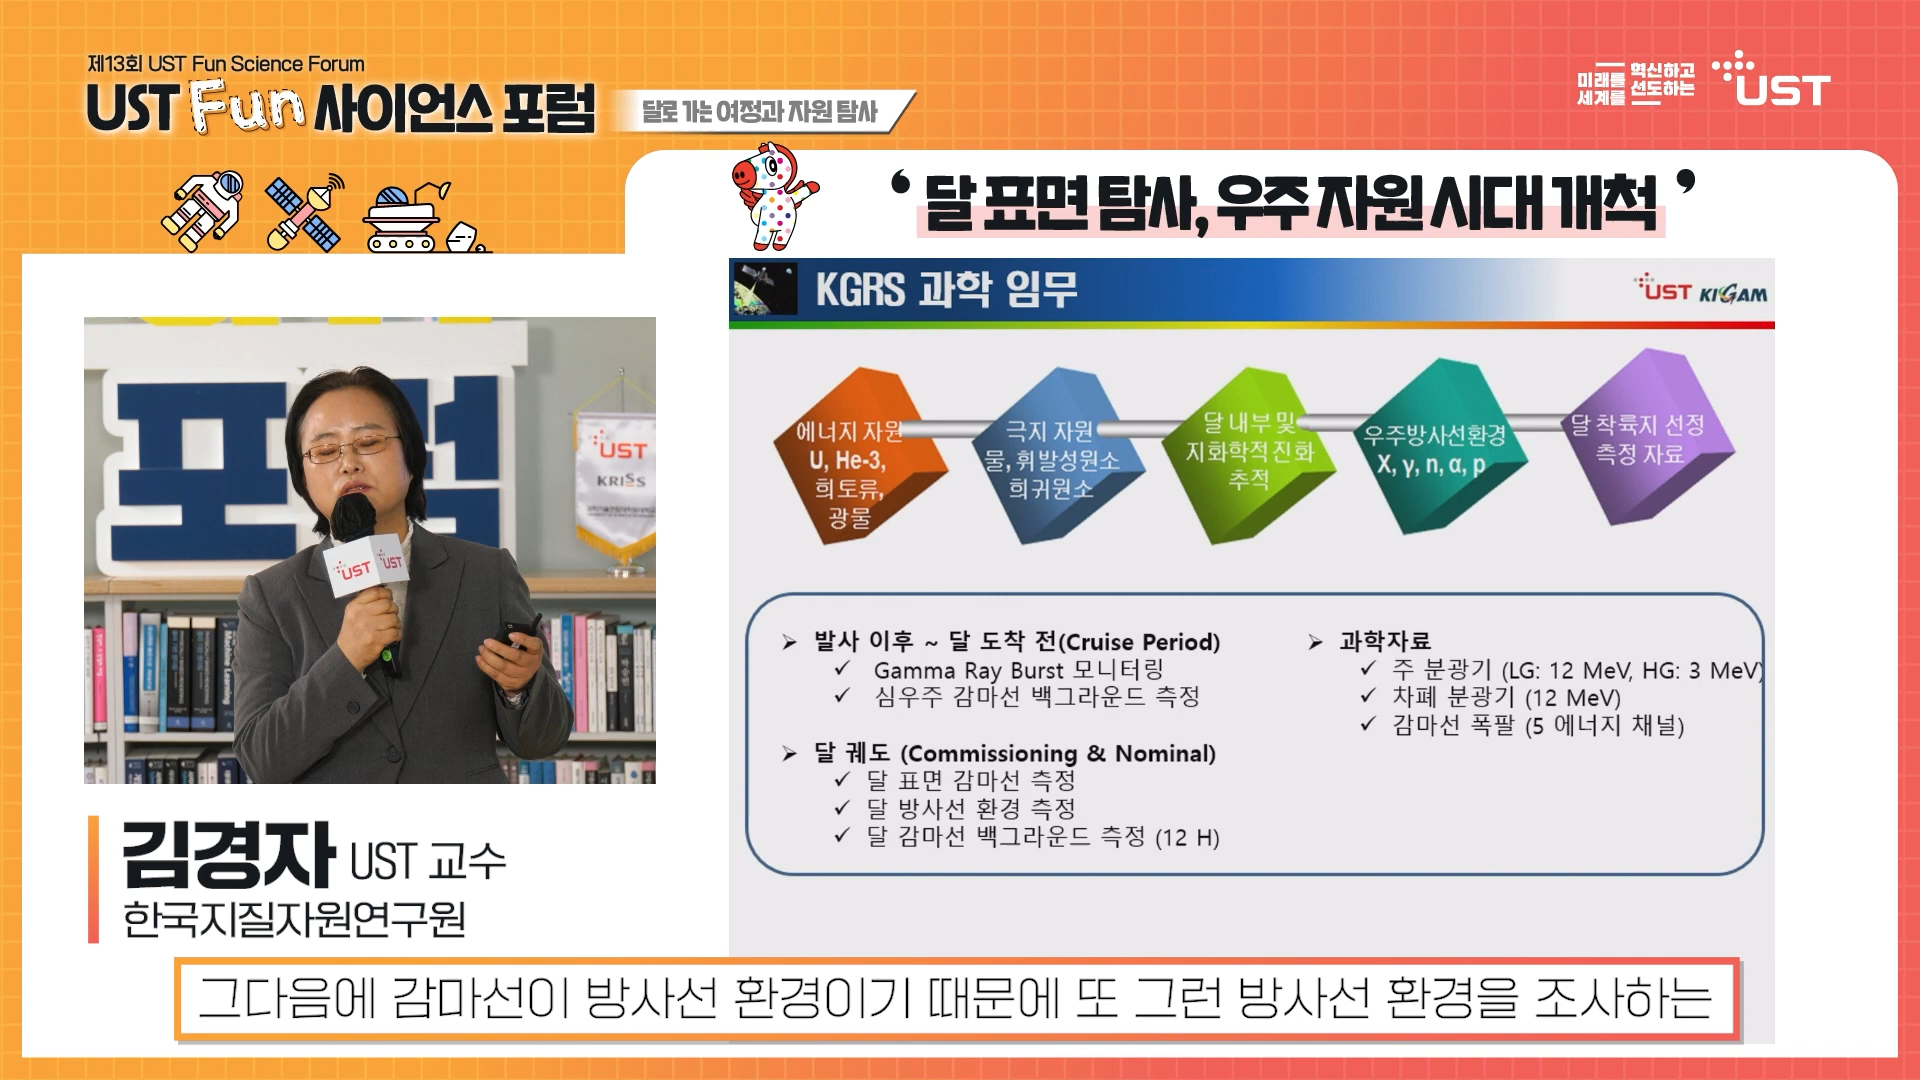 제13회 UST Fun Science Forum
UST Fun 사이언스 포럼
달로 가는 여정과 자원 탐사
미래를 혁신하고
세계를 선도하는
UST
‘ 달 표면 탐사, 우주 자원 시대 개척 ’
KGRS 과학 임무
UST KIGAM
에너지 자원
U, He-3,
희토류,
광물
극지 자원
물, 휘발성원소
희귀원소
달 내부 및
지화학적 진화
추적
우주방사선환경
X, γ, n, α, p
달 착륙지 선정
측정 자료
➢ 발사 이후 ~ 달 도착 전(Cruise Period)
✓ Gamma Ray Burst 모니터링
✓ 심우주 감마선 백그라운드 측정
➢ 달 궤도 (Commissioning & Nominal)
✓ 달 표면 감마선 측정
✓ 달 방사선 환경 측정
✓ 달 감마선 백그라운드 측정 (12 H)
➢ 과학자료
✓ 주 분광기 (LG: 12 MeV, HG: 3 MeV)
✓ 차폐 분광기 (12 MeV)
✓ 감마선 폭팔 (5 에너지 채널)
포럼
UST
KRISS
UST
UST
Machine Learning
김경자 UST 교수
한국지질자원연구원
그다음에 감마선이 방사선 환경이기 때문에 또 그런 방사선 환경을 조사하는